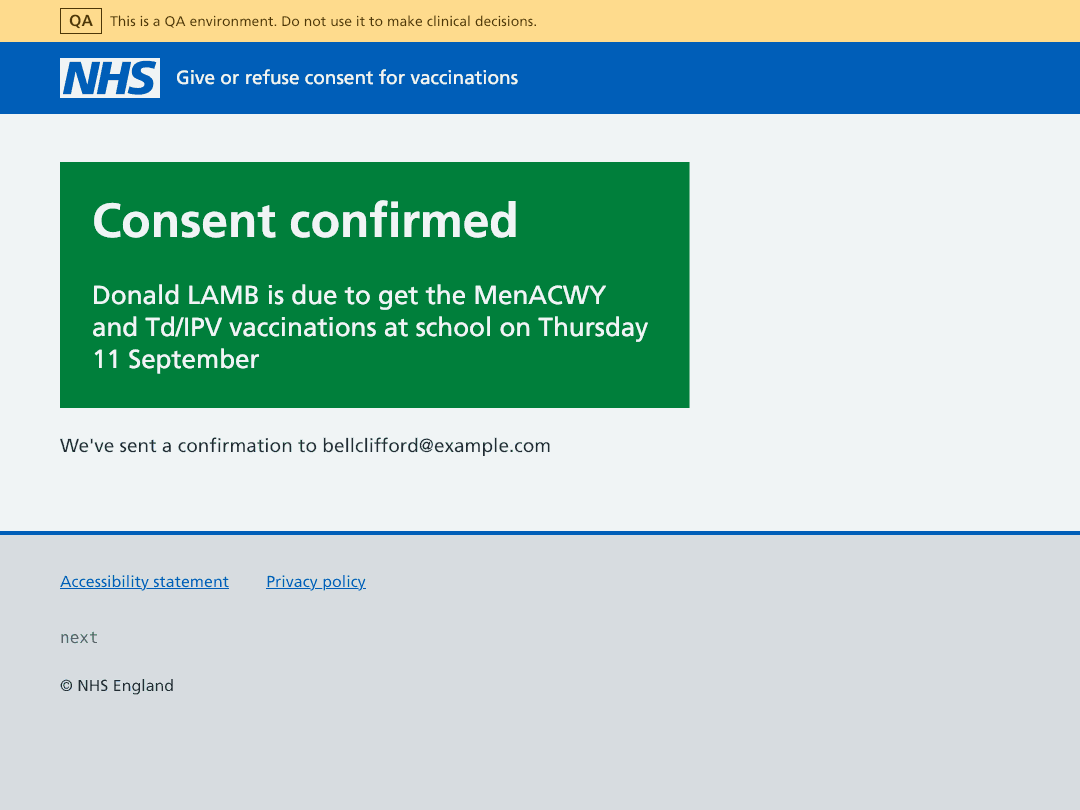 QA This is a QA environment. Do not use it to make clinical decisions.
NHS Give or refuse consent for vaccinations
Consent confirmed
Donald LAMB is due to get the MenACWY
and Td/IPV vaccinations at school on Thursday
11 September
We've sent a confirmation to bellclifford@example.com
Accessibility statement Privacy policy
next
© NHS England